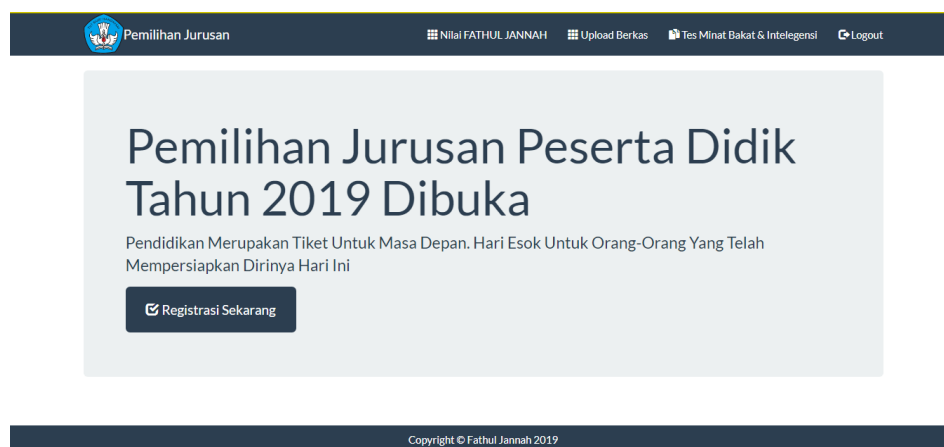 Pemilihan Jurusan
Nilai FATHUL JANNAH
Upload Berkas
Tes Minat Bakat & Intelegensi
Logout
Pemilihan Jurusan Peserta Didik
Tahun 2019 Dibuka
Pendidikan Merupakan Tiket Untuk Masa Depan. Hari Esok Untuk Orang-Orang Yang Telah
Mempersiapkan Dirinya Hari Ini
Registrasi Sekarang
Copyright © Fathul Jannah 2019